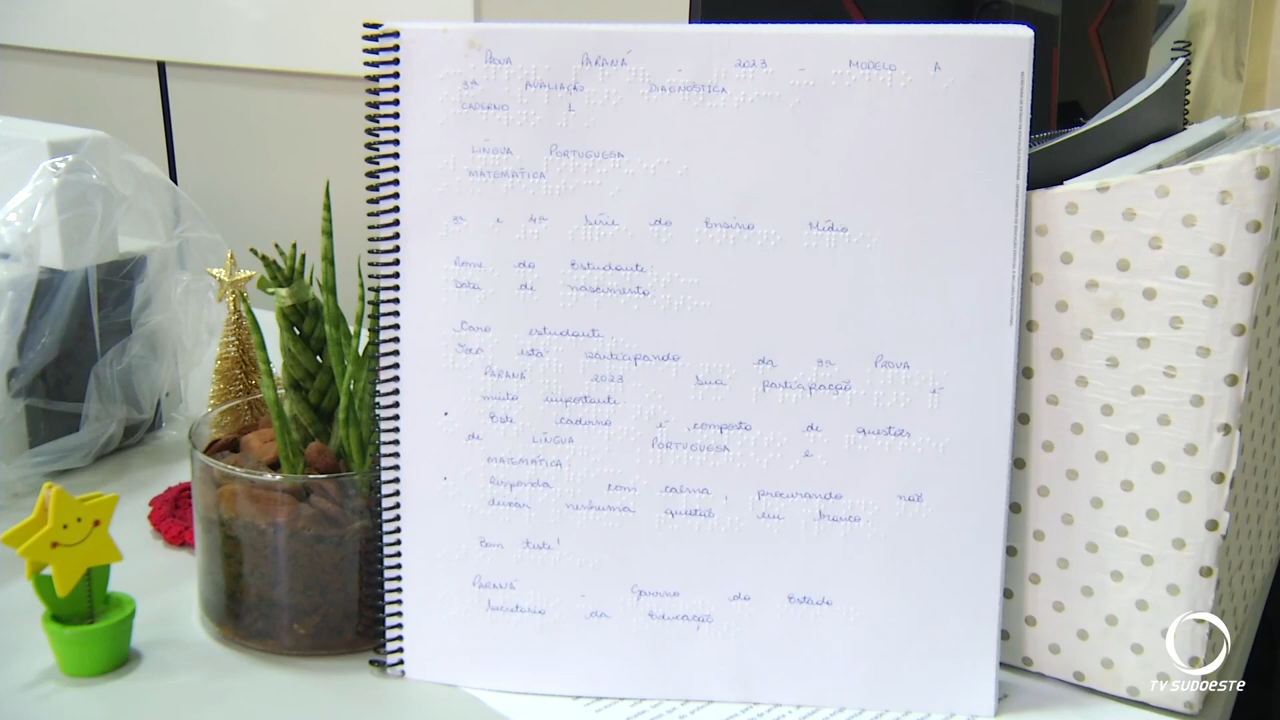 PROVA PARANÁ - 2023 - MODELO A
3ª AVALIAÇÃO DIAGNÓSTICA
CADERNO 1
LÍNGUA PORTUGUESA
MATEMÁTICA
3ª e 4ª Série do Ensino Médio
Nome do Estudante:
Data de nascimento
Caro estudante,
Você está participando da 3ª PROVA
PARANÁ 2023 Sua participação é
muito importante
Este caderno é composto de questões
de LÍNGUA PORTUGUESA e
MATEMÁTICA.
Responda com calma, procurando não
deixar nenhuma questão em branco.
Bom teste!
PARANÁ - Governo do Estado
Secretaria da Educação
TV SUDOESTE